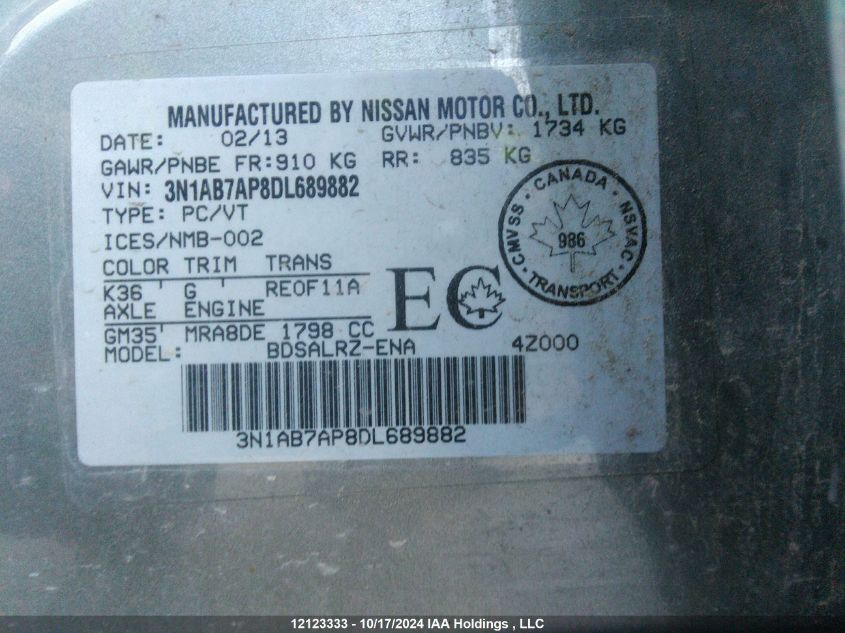 MANUFACTURED BY NISSAN MOTOR CO., LTD.
DATE: 02/13 GVWR/PNBV: 1734 KG
GAWR/PNBE FR:910 KG RR: 835 KG
VIN: 3N1AB7AP8DL689882
TYPE: PC/VT
ICES/NMB-002
COLOR TRIM TRANS
K36 ' G ' RE0F11A
AXLE ENGINE
GM35' MRA8DE 1798 CC
MODEL: BDSALRZ-ENA 4Z000
EC
CANADA
CMVSS · NSVAC
986
TRANSPORT
3N1AB7AP8DL689882
12123333 - 10/17/2024 IAA Holdings , LLC